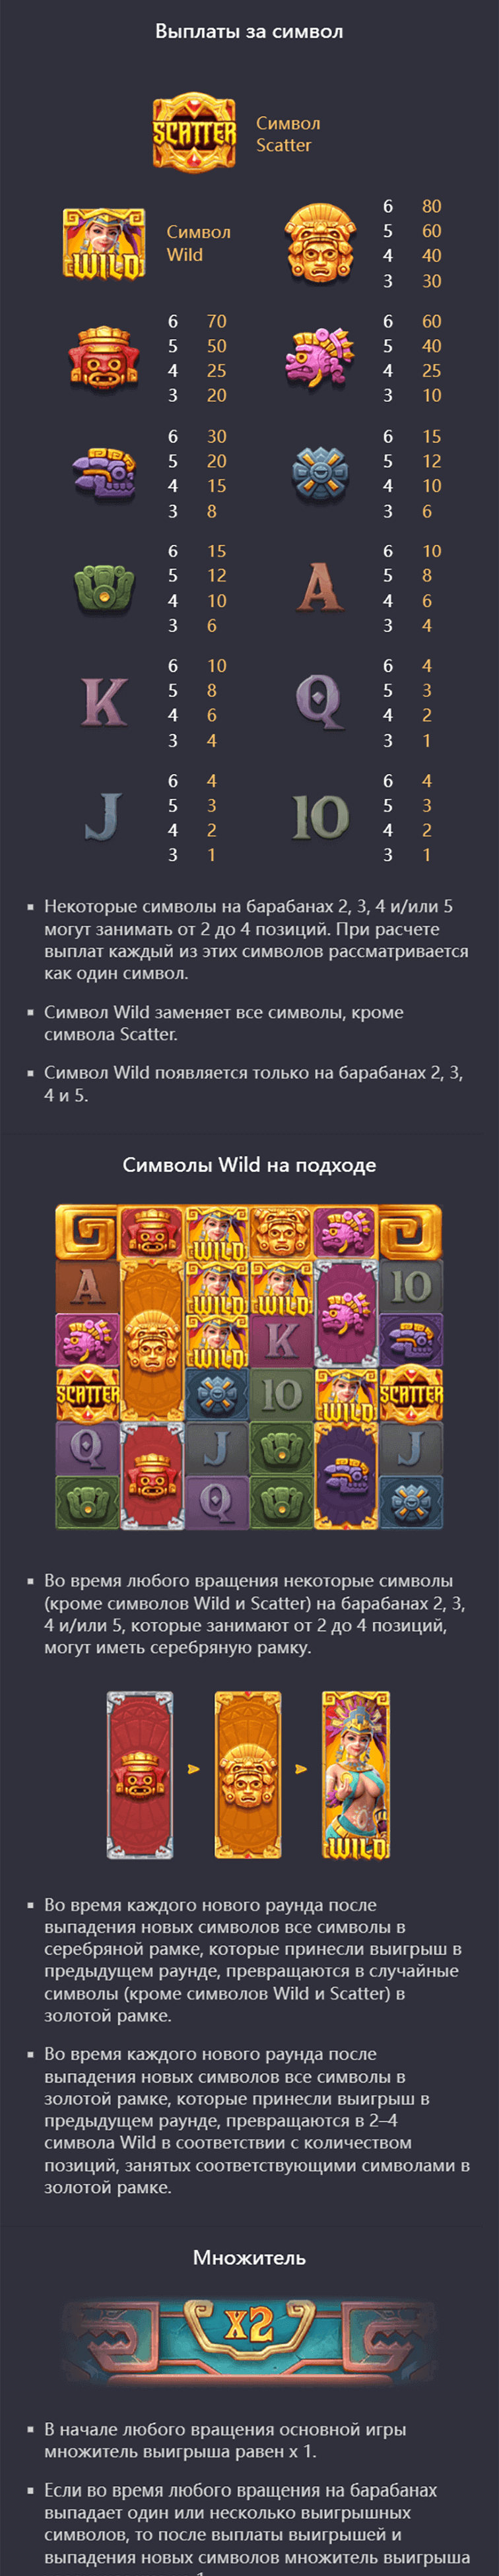 Выплаты за символ
SCATTER
Символ
Scatter
WILD
Символ
Wild
6 80
5 60
4 40
3 30
6 70
5 50
4 25
3 20
6 60
5 40
4 25
3 10
6 30
5 20
4 15
3 8
6 15
5 12
4 10
3 6
6 15
5 12
4 10
3 6
A
6 10
5 8
4 6
3 4
K
6 10
5 8
4 6
3 4
Q
6 4
5 3
4 2
3 1
J
6 4
5 3
4 2
3 1
10
6 4
5 3
4 2
3 1
Некоторые символы на барабанах 2, 3, 4 и/или 5
могут занимать от 2 до 4 позиций. При расчете
выплат каждый из этих символов рассматривается
как один символ.
Символ Wild заменяет все символы, кроме
символа Scatter.
Символ Wild появляется только на барабанах 2, 3,
4 и 5.
Символы Wild на подходе
WILD
A WILD WILD 10
WILD K
SCATTER 10 WILD SCATTER
Q J J
Q
Во время любого вращения некоторые символы
(кроме символов Wild и Scatter) на барабанах 2, 3,
4 и/или 5, которые занимают от 2 до 4 позиций,
могут иметь серебряную рамку.
WILD
Во время каждого нового раунда после
выпадения новых символов все символы в
серебряной рамке, которые принесли выигрыш в
предыдущем раунде, превращаются в случайные
символы (кроме символов Wild и Scatter) в
золотой рамке.
Во время каждого нового раунда после
выпадения новых символов все символы в
золотой рамке, которые принесли выигрыш в
предыдущем раунде, превращаются в 2–4
символа Wild в соответствии с количеством
позиций, занятых соответствующими символами в
золотой рамке.
Множитель
x2
В начале любого вращения основной игры
множитель выигрыша равен x 1.
Если во время любого вращения на барабанах
выпадает один или несколько выигрышных
символов, то после выплаты выигрышей и
выпадения новых символов множитель выигрыша